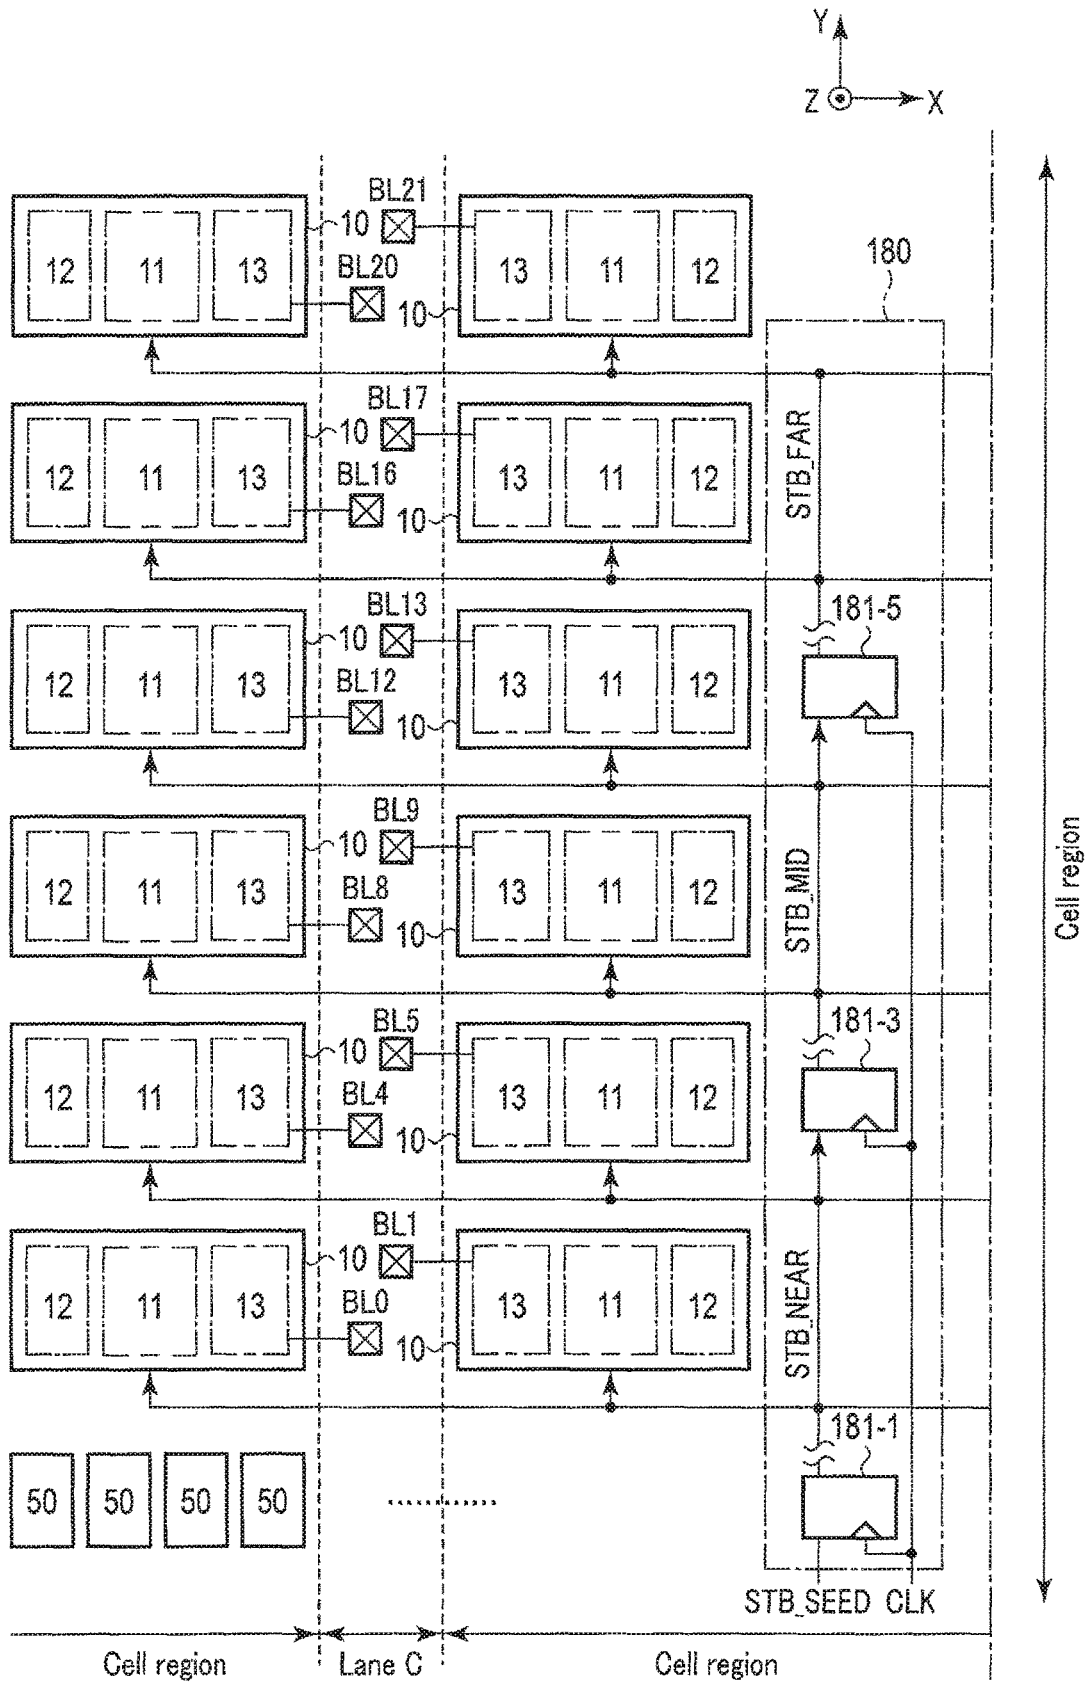 Y
Z X
BL21
10
180
12 11 13 13 11 12
BL20
10
BL17
10
STB_FAR
12 11 13 13 11 12
BL16
10
BL13
181-5
10
12 11 13 13 11 12
BL12
10
BL9
10
STB_MID
12 11 13 13 11 12
BL8
10
Cell region
BL5
181-3
10
12 11 13 13 11 12
BL4
10
BL1
10
STB_NEAR
12 11 13 13 11 12
BL0
10
181-1
50 50 50 50
STB_SEED CLK
Cell region Lane C Cell region